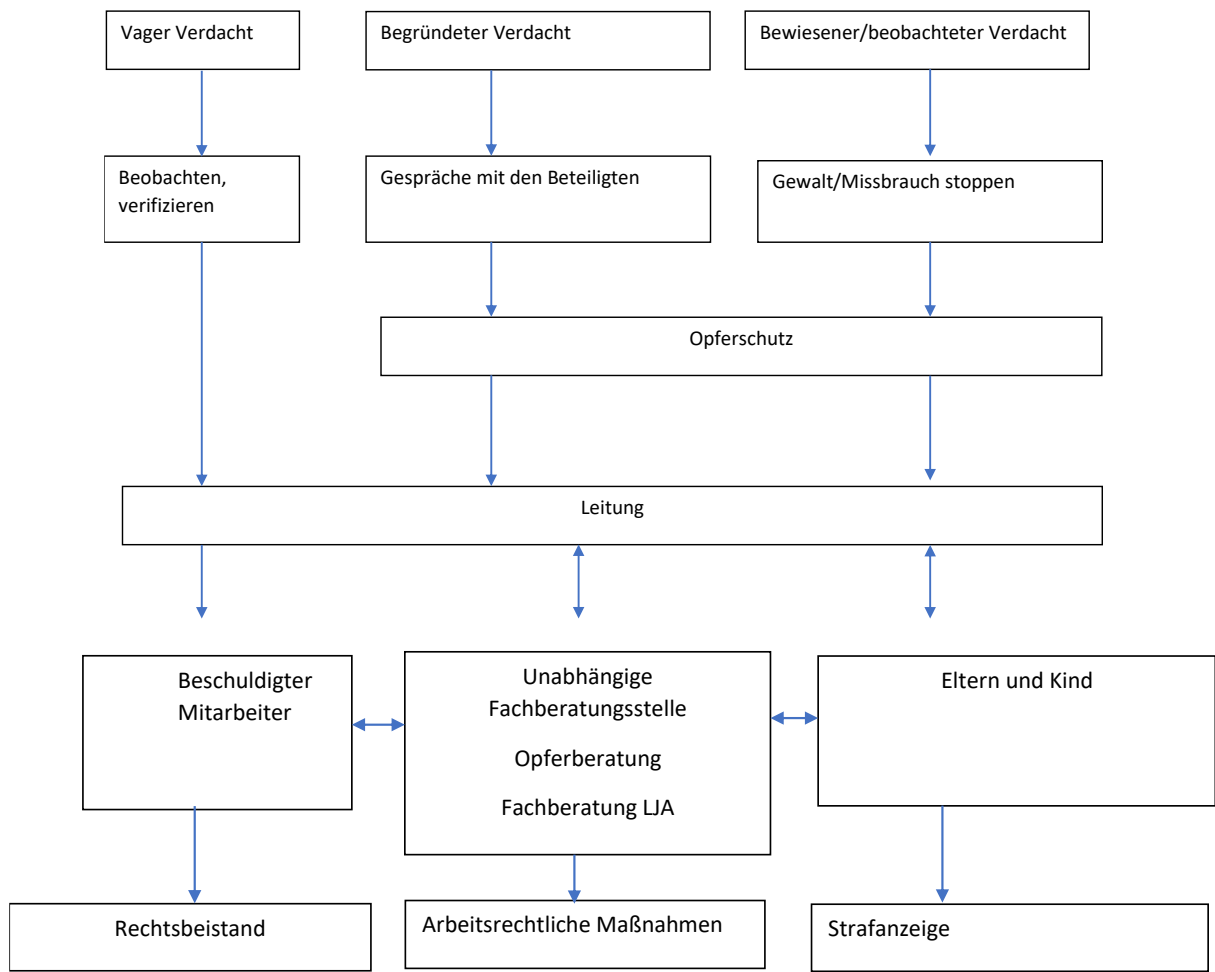 Vager Verdacht
Begründeter Verdacht
Bewiesener/beobachteter Verdacht
Beobachten,
verifizieren
Gespräche mit den Beteiligten
Gewalt/Missbrauch stoppen
Opferschutz
Leitung
Beschuldigter
Mitarbeiter
Unabhängige
Fachberatungsstelle
Opferberatung
Fachberatung LJA
Eltern und Kind
Rechtsbeistand
Arbeitsrechtliche Maßnahmen
Strafanzeige